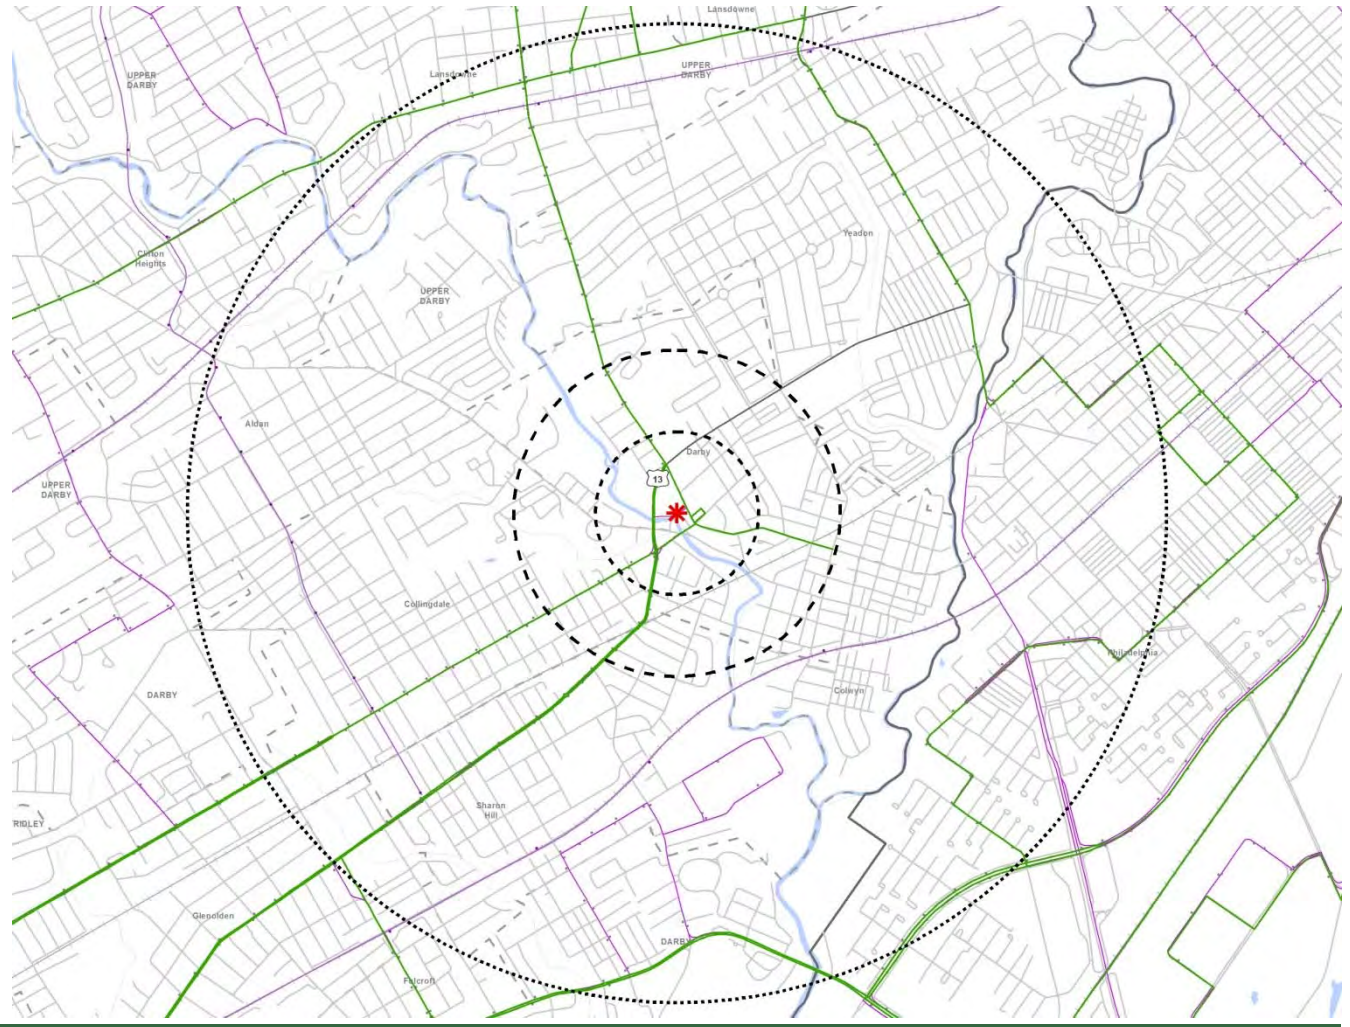 Lansdowne
UPPER
DARBY
Lansdowne
UPPER
DARBY
Yeadon
Clifton
Heights
UPPER
DARBY
Aldan
Darby
13
UPPER
DARBY
Collingdale
Philadelphia
DARBY
Colwyn
Sharon
Hill
RIDLEY
Glenolden
DARBY
Folcroft